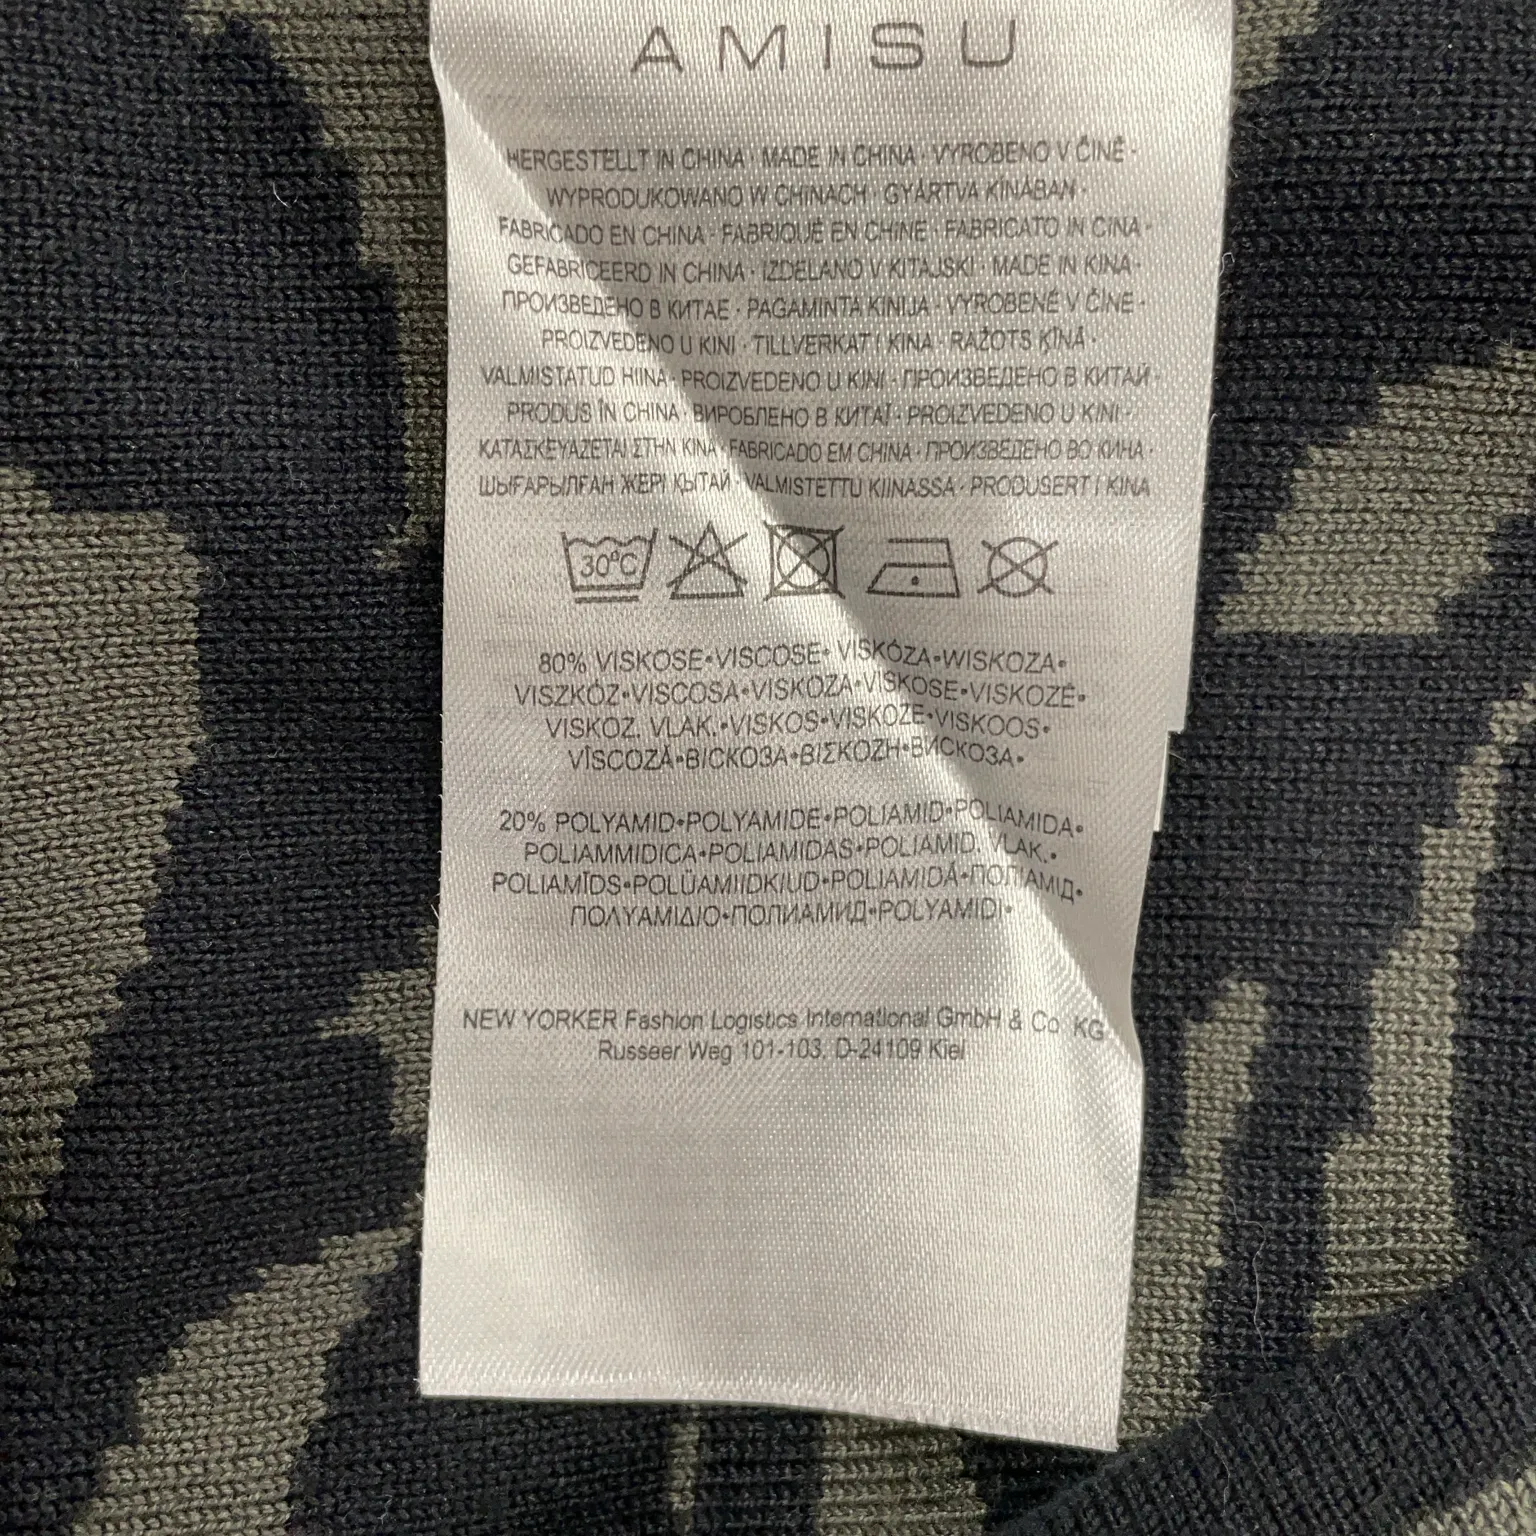 AMISU
HERGESTELLT IN CHINA · MADE IN CHINA · VYROBENO V ČÍNĚ ·
WYPRODUKOWANO W CHINACH · GYÁRTVA KÍNÁBAN ·
FABRICADO EN CHINA · FABRIQUÉ EN CHINE · FABRICATO IN CINA ·
GEFABRICEERD IN CHINA · IZDELANO V KITAJSKI · MADE IN KINA ·
ПРОИЗВЕДЕНО В КИТАЕ · PAGAMINTA KINIJA · VYROBENÉ V ČÍNE ·
PROIZVEDENO U KINI · TILLVERKAT I KINA · RAŽOTS ĶĪNĀ ·
VALMISTATUD HIINA · PROIZVEDENO U KINI · ПРОИЗВЕДЕНО В КИТАЙ ·
PRODUS ÎN CHINA · ВИРОБЛЕНО В КИТАЇ · PROIZVEDENO U KINI ·
ΚΑΤΑΣΚΕΥΑΖΕΤΑΙ ΣΤΗΝ ΚΙΝΑ · FABRICADO EM CHINA · ПРОИЗВЕДЕНО ВО КИНА ·
ШЫҒАРЫЛҒАН ЖЕРІ ҚЫТАЙ · VALMISTETTU KIINASSA · PRODUSERT I KINA
30°C
80% VISKOSE•VISCOSE• VISKÓZA•WISKOZA•
VISZKÓZ•VISCOSA•VISKOZA•VISKOSE•VISKOZĖ•
VISKOZ. VLAK.•VISKOS•VISKOZE•VISKOOS•
VÎSCOZĂ•ВІСКОЗА•ΒΙΣΚΟΖΗ•ВИСКОЗА•
20% POLYAMID•POLYAMIDE•POLIAMID•POLIAMIDA•
POLIAMMIDICA•POLIAMIDAS•POLIAMID. VLAK.•
POLIAMĪDS•POLÜAMIIDKIUD•POLIAMIDĂ•ПОЛІАМІД•
ΠΟΛΥΑΜΙΔΙΟ•ПОЛИАМИД•POLYAMIDI•
NEW YORKER Fashion Logistics International GmbH & Co. KG
Russeer Weg 101-103, D-24109 Kiel